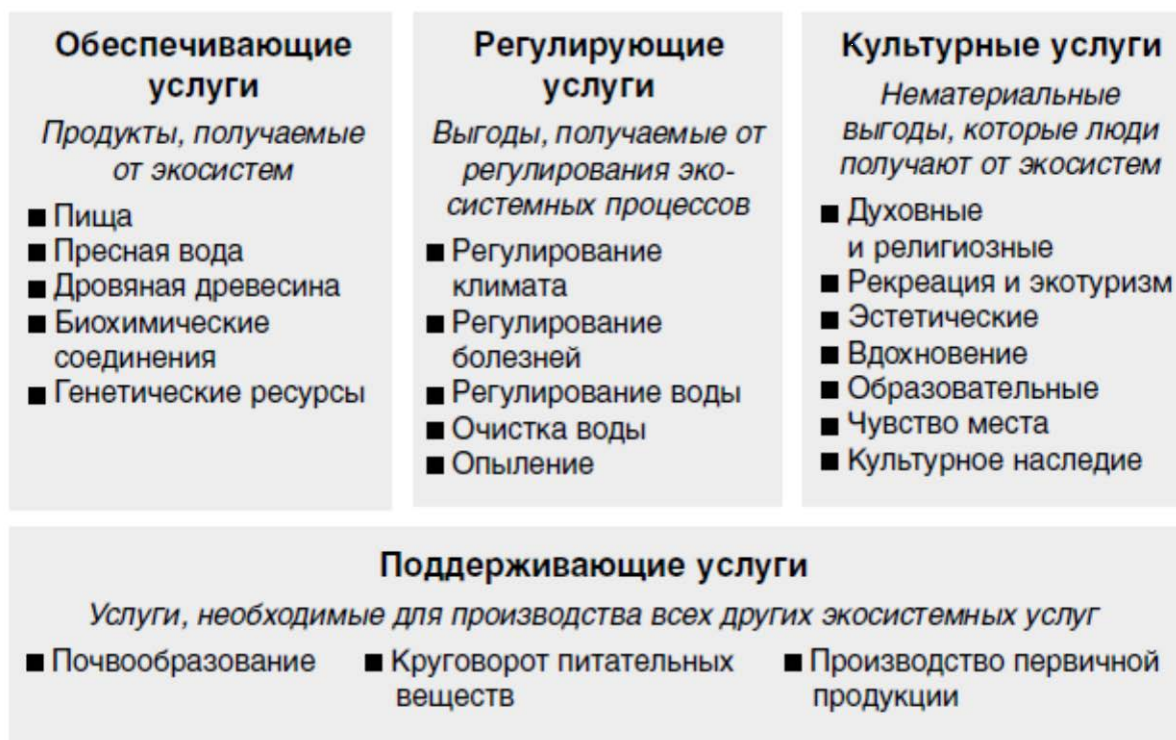 Обеспечивающие
услуги
Продукты, получаемые
от экосистем
■ Пища
■ Пресная вода
■ Дровяная древесина
■ Биохимические
соединения
■ Генетические ресурсы
Регулирующие
услуги
Выгоды, получаемые от
регулирования эко-
системных процессов
■ Регулирование
климата
■ Регулирование
болезней
■ Регулирование воды
■ Очистка воды
■ Опыление
Культурные услуги
Нематериальные
выгоды, которые люди
получают от экосистем
■ Духовные
и религиозные
■ Рекреация и экотуризм
■ Эстетические
■ Вдохновение
■ Образовательные
■ Чувство места
■ Культурное наследие
Поддерживающие услуги
Услуги, необходимые для производства всех других экосистемных услуг
■ Почвообразование
■ Круговорот питательных
веществ
■ Производство первичной
продукции